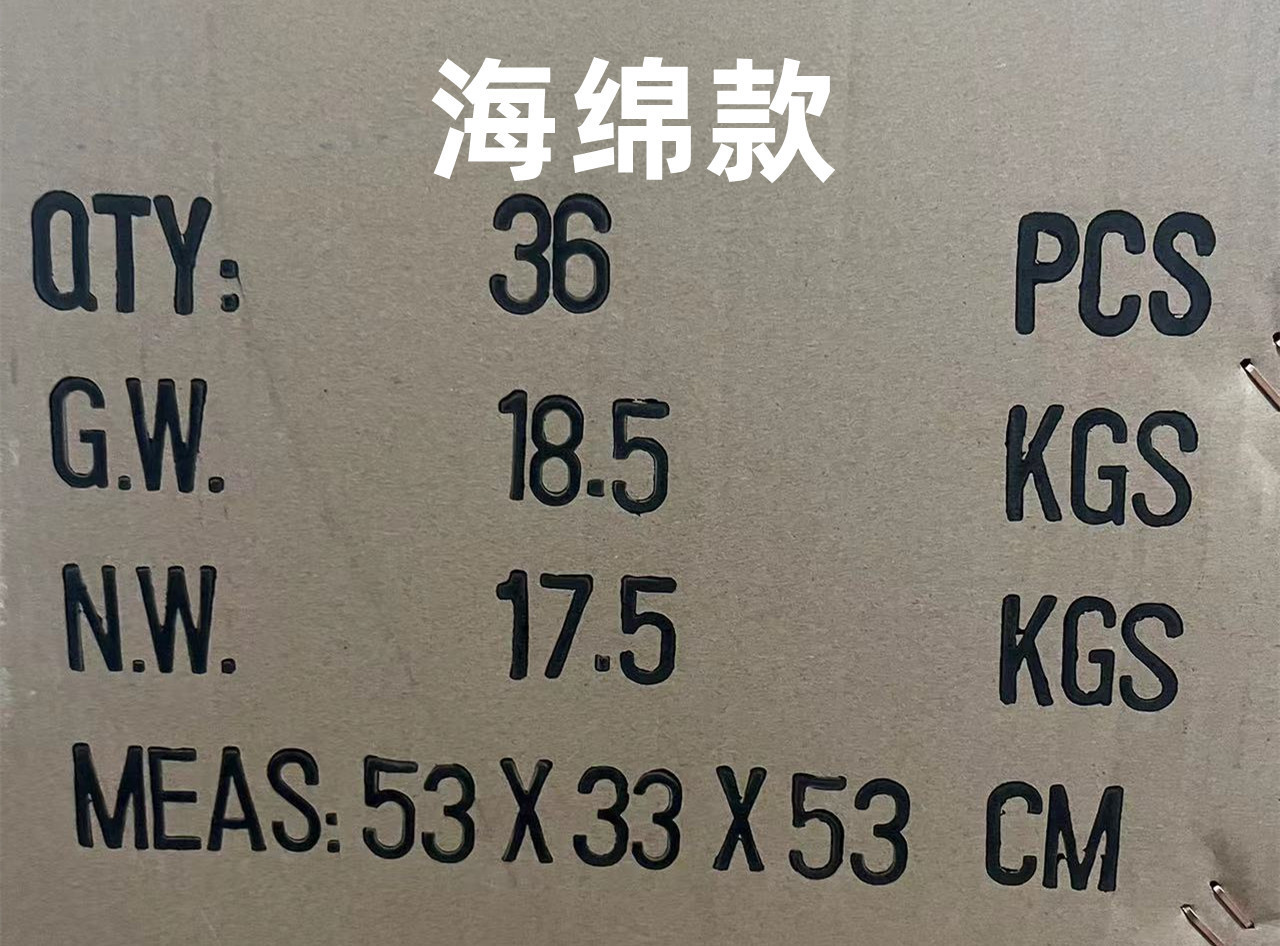 海绵款
QTY: 36 PCS
G.W. 18.5 KGS
N.W. 17.5 KGS
MEAS: 53 X 33 X 53 CM